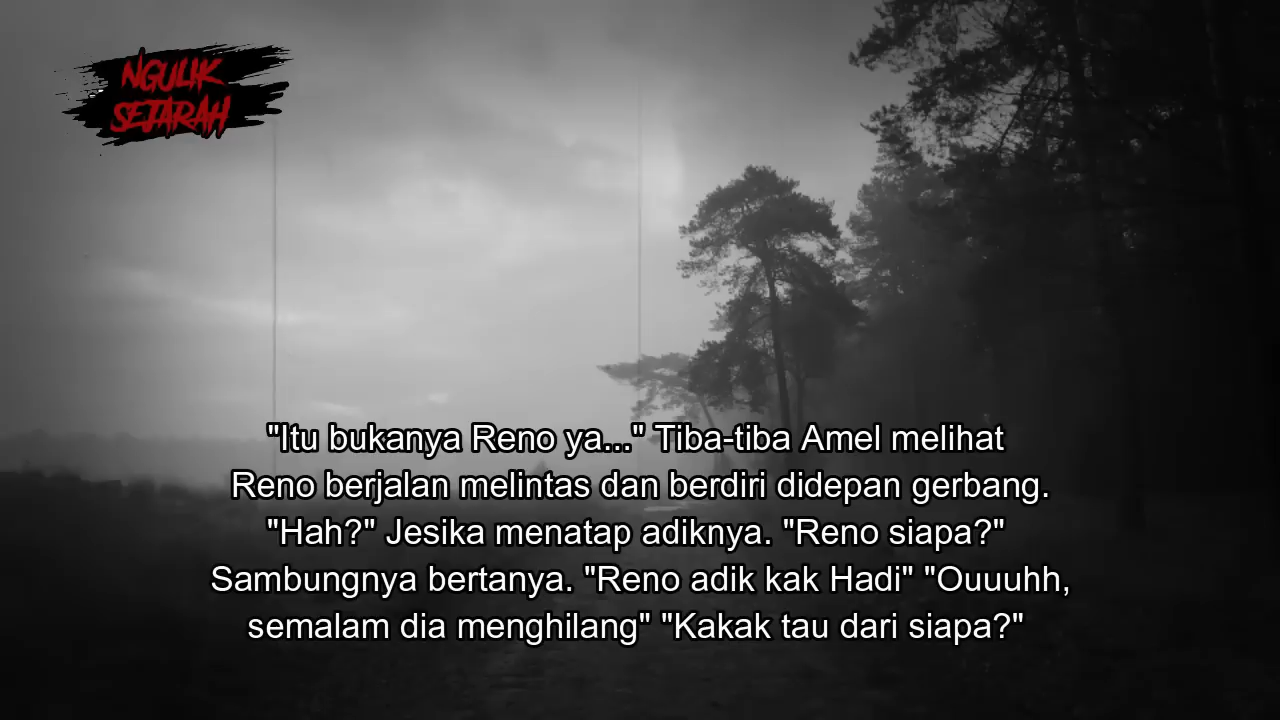 NGULIK
SEJARAH
"Itu bukanya Reno ya..." Tiba-tiba Amel melihat
Reno berjalan melintas dan berdiri didepan gerbang.
"Hah?" Jesika menatap adiknya. "Reno siapa?"
Sambungnya bertanya. "Reno adik kak Hadi" "Ouuuhh,
semalam dia menghilang" "Kakak tau dari siapa?"